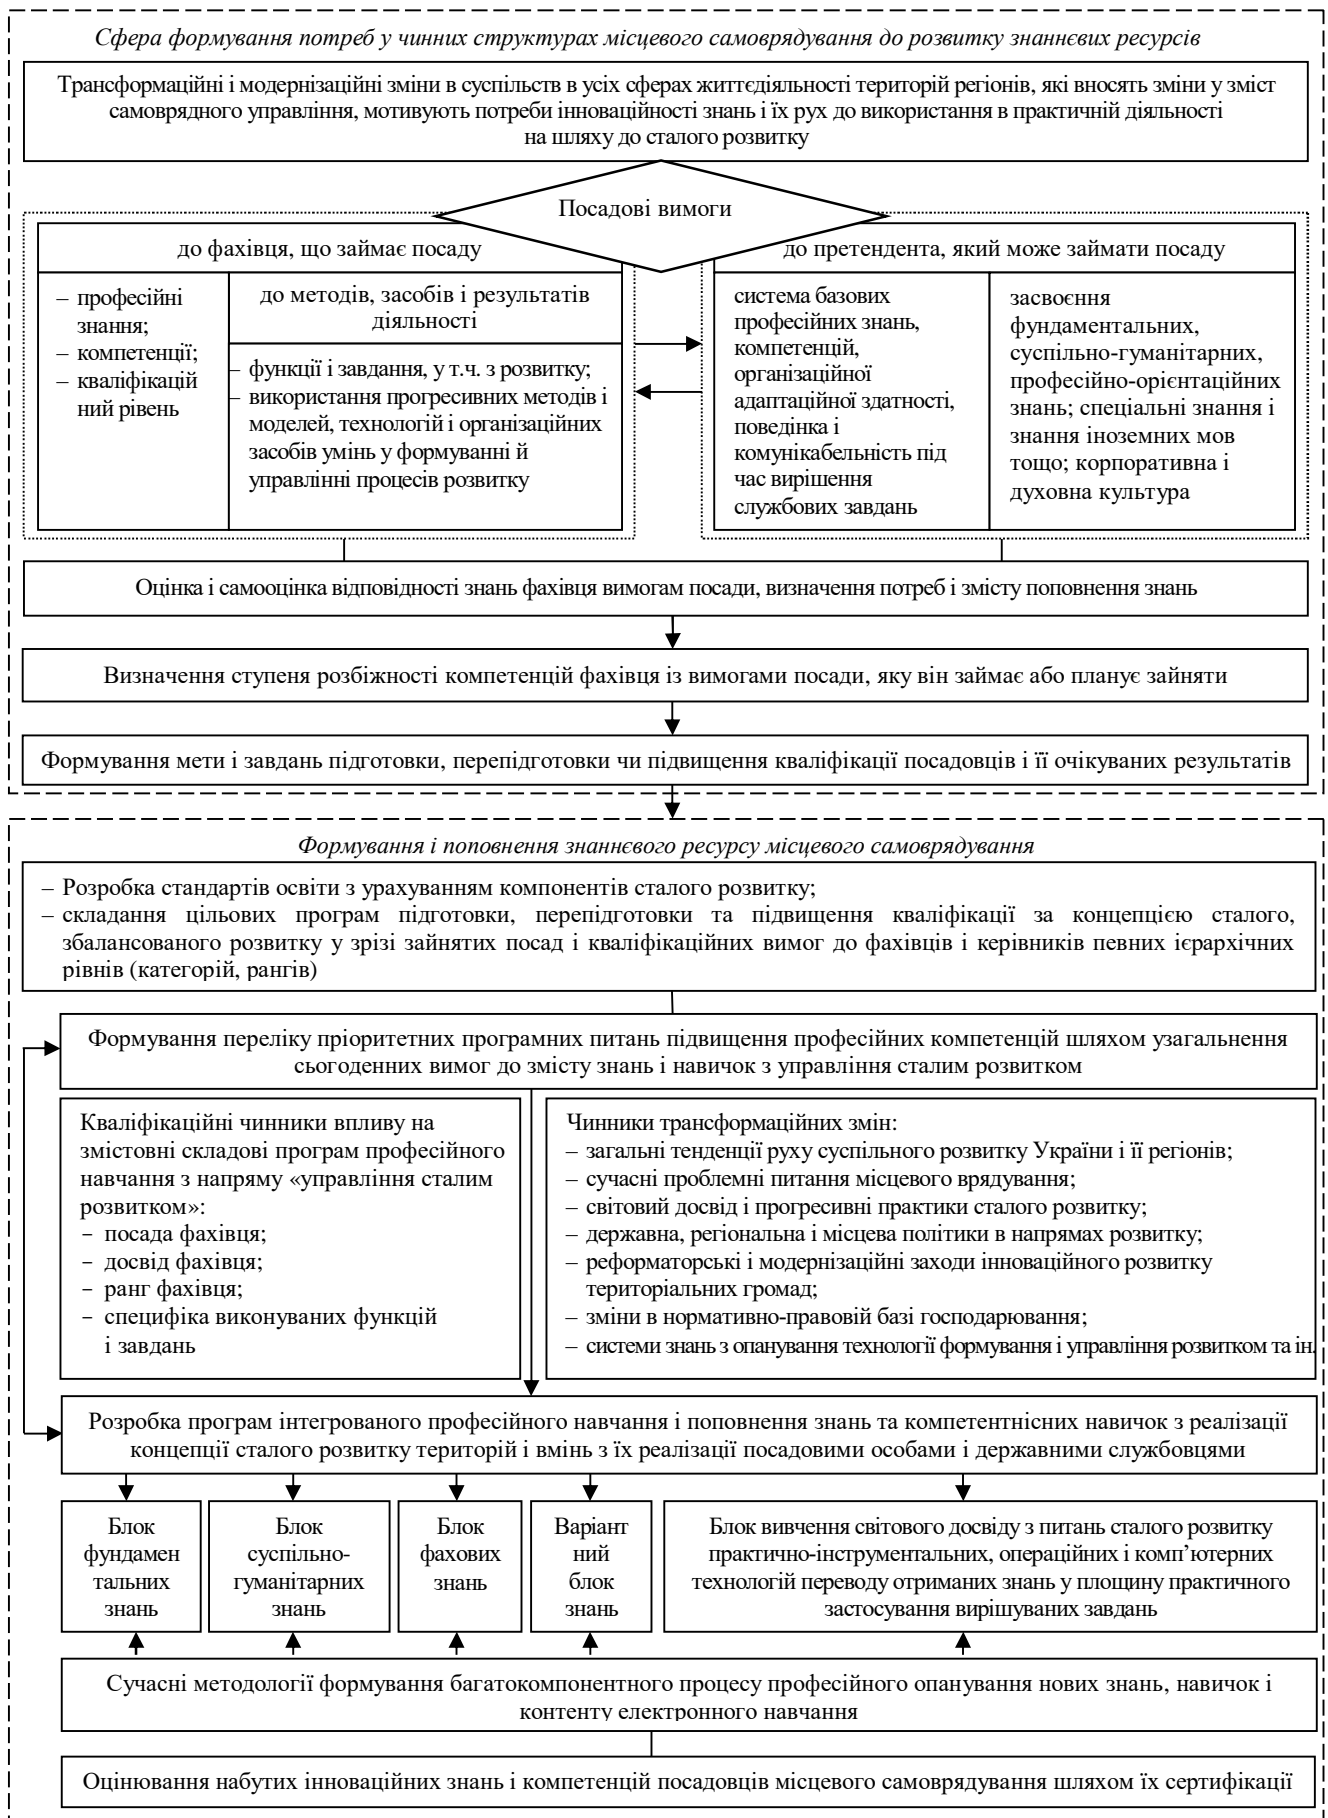 Сфера формування потреб у чинних структурах місцевого самоврядування до розвитку знаннєвих ресурсів
Трансформаційні і модернізаційні зміни в суспільств в усіх сферах життєдіяльності територій регіонів, які вносять зміни у зміст
самоврядного управління, мотивують потреби інноваційності знань і їх рух до використання в практичній діяльності
на шляху до сталого розвитку
Посадові вимоги
до фахівця, що займає посаду
– професійні
знання;
– компетенції;
– кваліфікацій
ний рівень
до методів, засобів і результатів
діяльності
– функції і завдання, у т.ч. з розвитку;
– використання прогресивних методів і
моделей, технологій і організаційних
засобів умінь у формуванні й
управлінні процесів розвитку
до претендента, який може займати посаду
система базових
професійних знань,
компетенцій,
організаційної
адаптаційної здатності,
поведінка і
комунікабельність під
час вирішення
службових завдань
засвоєння
фундаментальних,
суспільно-гуманітарних,
професійно-орієнтаційних
знань; спеціальні знання і
знання іноземних мов
тощо; корпоративна і
духовна культура
Оцінка і самооцінка відповідності знань фахівця вимогам посади, визначення потреб і змісту поповнення знань
Визначення ступеня розбіжності компетенцій фахівця із вимогами посади, яку він займає або планує зайняти
Формування мети і завдань підготовки, перепідготовки чи підвищення кваліфікації посадовців і її очікуваних результатів
Формування і поповнення знаннєвого ресурсу місцевого самоврядування
– Розробка стандартів освіти з урахуванням компонентів сталого розвитку;
– складання цільових програм підготовки, перепідготовки та підвищення кваліфікації за концепцією сталого,
збалансованого розвитку у зрізі зайнятих посад і кваліфікаційних вимог до фахівців і керівників певних ієрархічних
рівнів (категорій, рангів)
Формування переліку пріоритетних програмних питань підвищення професійних компетенцій шляхом узагальнення
сьогоденних вимог до змісту знань і навичок з управління сталим розвитком
Кваліфікаційні чинники впливу на
змістовні складові програм професійного
навчання з напряму «управління сталим
розвитком»:
– посада фахівця;
– досвід фахівця;
– ранг фахівця;
– специфіка виконуваних функцій
і завдань
Чинники трансформаційних змін:
– загальні тенденції руху суспільного розвитку України і її регіонів;
– сучасні проблемні питання місцевого врядування;
– світовий досвід і прогресивні практики сталого розвитку;
– державна, регіональна і місцева політики в напрямах розвитку;
– реформаторські і модернізаційні заходи інноваційного розвитку
територіальних громад;
– зміни в нормативно-правовій базі господарювання;
– системи знань з опанування технології формування і управління розвитком та ін.
Розробка програм інтегрованого професійного навчання і поповнення знань та компетентнісних навичок з реалізації
концепції сталого розвитку територій і вмінь з їх реалізації посадовими особами і державними службовцями
Блок
фундамен
тальних
знань
Блок
суспільно-
гуманітарних
знань
Блок
фахових
знань
Варіант
ний
блок
знань
Блок вивчення світового досвіду з питань сталого розвитку
практично-інструментальних, операційних і комп’ютерних
технологій переводу отриманих знань у площину практичного
застосування вирішуваних завдань
Сучасні методології формування багатокомпонентного процесу професійного опанування нових знань, навичок і
контенту електронного навчання
Оцінювання набутих інноваційних знань і компетенцій посадовців місцевого самоврядування шляхом їх сертифікації